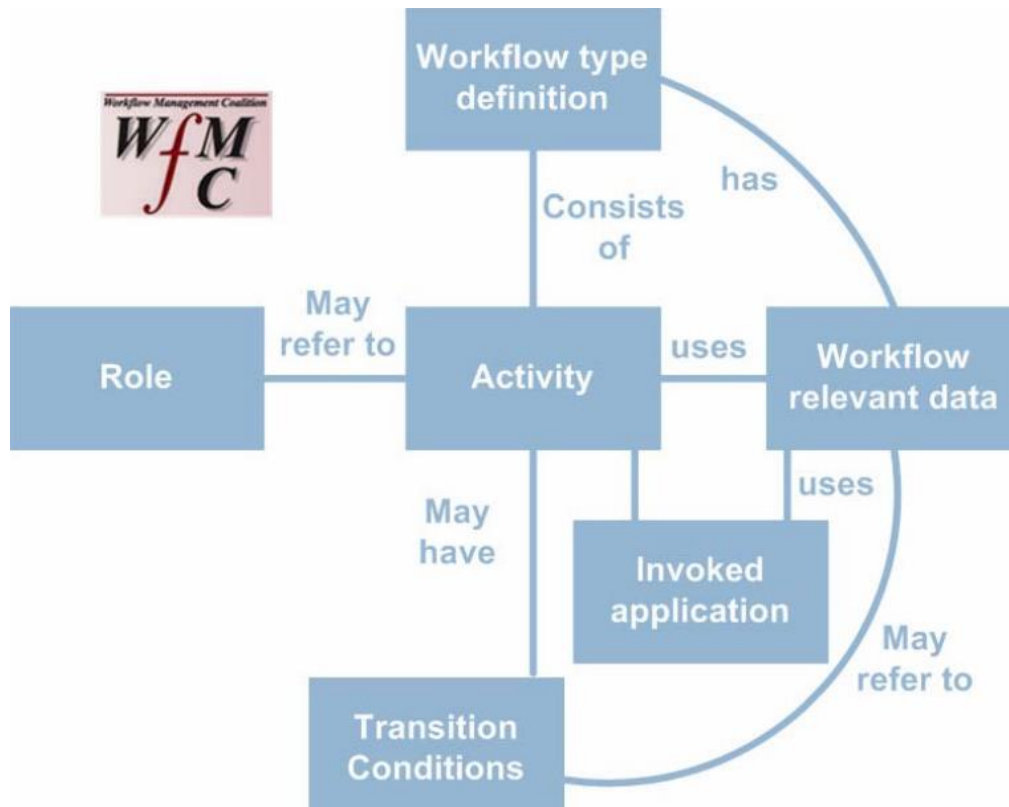 Workflow type
definition
Workflow Management Coalition
W f M
C
has
Consists
of
May
refer to
Role
Activity
uses
Workflow
relevant data
uses
May
have
Invoked
application
May
refer to
Transition
Conditions